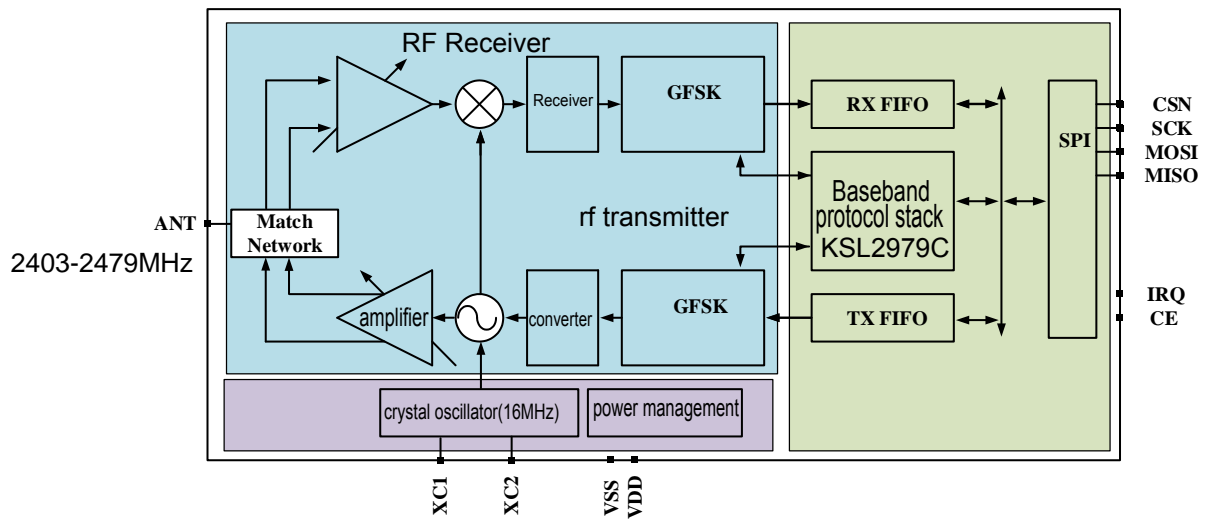 RF Receiver
Receiver
GFSK
RX FIFO
SPI
CSN
SCK
MOSI
MISO
ANT
Match
Network
2403-2479MHz
rf transmitter
Baseband
protocol stack
KSL2979C
amplifier
converter
GFSK
TX FIFO
IRQ
CE
crystal oscillator(16MHz)
power management
XC1
XC2
VSS
VDD